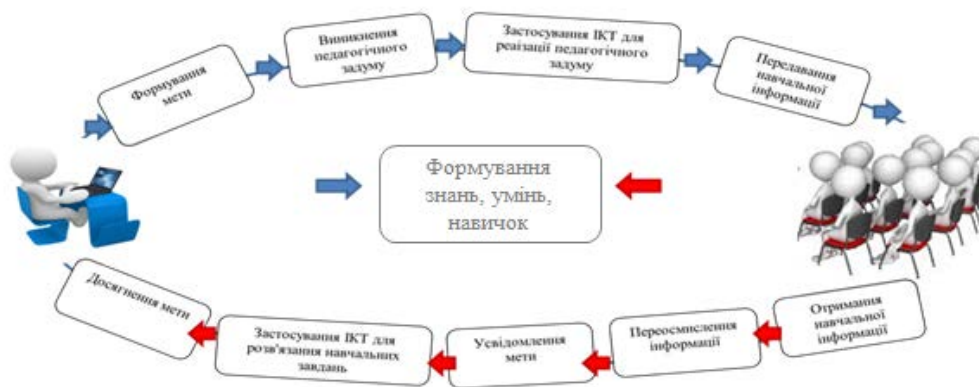 Формування
мети
Виникнення
педагогічного
задуму
Застосування ІКТ для
реізації педагогічного
задуму
Передавання
навчальної
інформації
Формування
знань, умінь,
навичок
Отримання
навчальної
інформації
Переосмислення
інформації
Усвідомлення
мети
Застосування ІКТ для
розв'язання навчальних
завдань
Досягнення мети